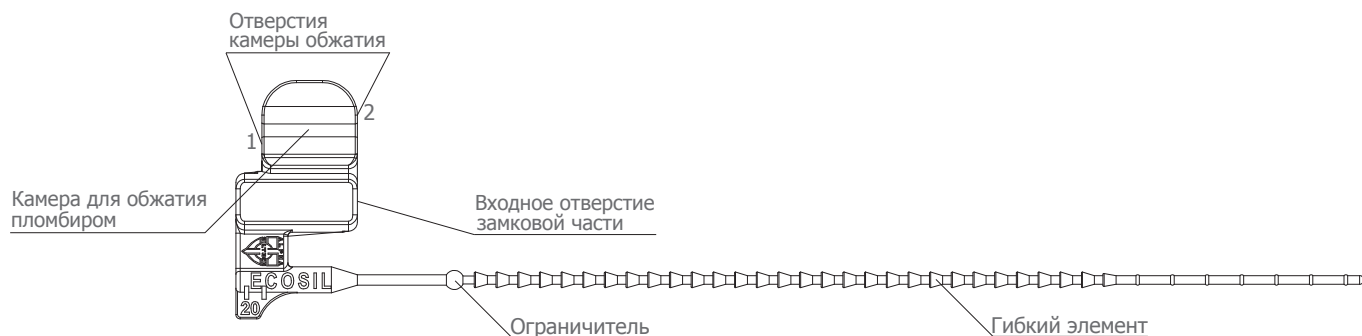 Отверстия
камеры обжатия
2
1
Камера для обжатия
пломбиром
Входное отверстие
замковой части
ECOSIL
20
Ограничитель
Гибкий элемент